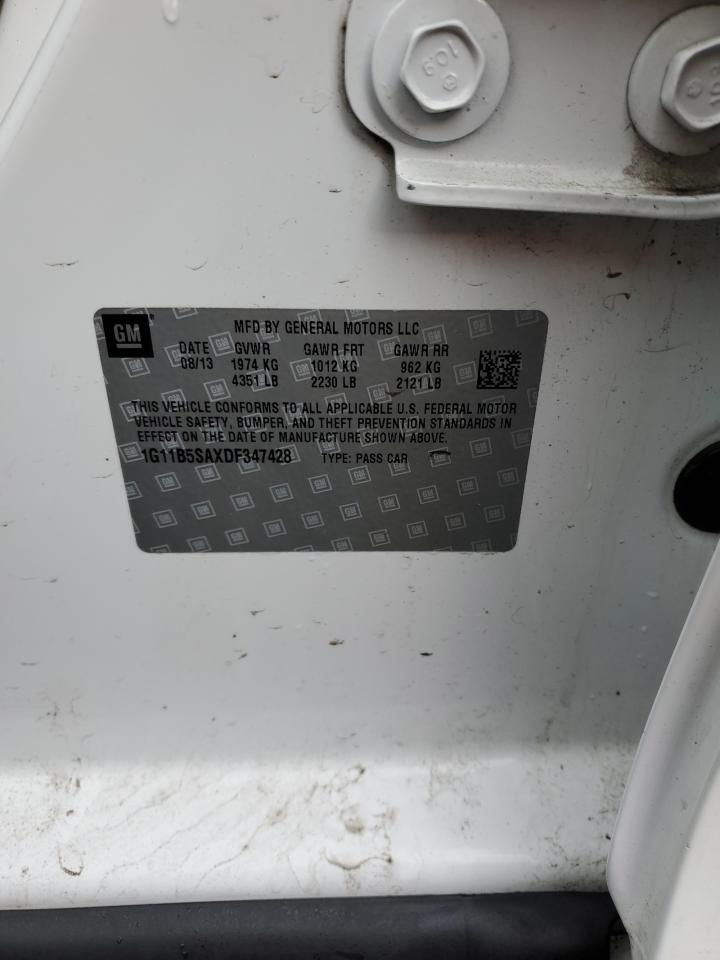 10.9
GM
MFD BY GENERAL MOTORS LLC
DATE GVWR GAWR FRT GAWR RR
08/13 1974 KG 1012 KG 962 KG
4351 LB 2230 LB 2121 LB
THIS VEHICLE CONFORMS TO ALL APPLICABLE U.S. FEDERAL MOTOR
VEHICLE SAFETY, BUMPER, AND THEFT PREVENTION STANDARDS IN
EFFECT ON THE DATE OF MANUFACTURE SHOWN ABOVE.
1G11B5SAXDF347428 TYPE: PASS CAR